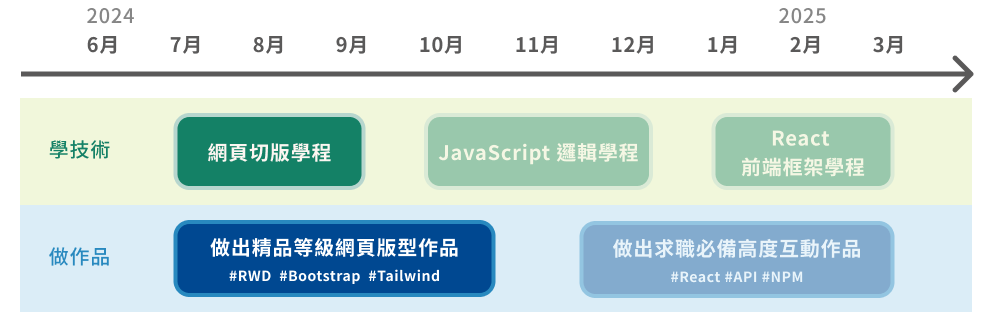 2024
2025
6月 7月 8月 9月 10月 11月 12月 1月 2月 3月
學技術
網頁切版學程
JavaScript 邏輯學程
React
前端框架學程
做作品
做出精品等級網頁版型作品
#RWD #Bootstrap #Tailwind
做出求職必備高度互動作品
#React #API #NPM